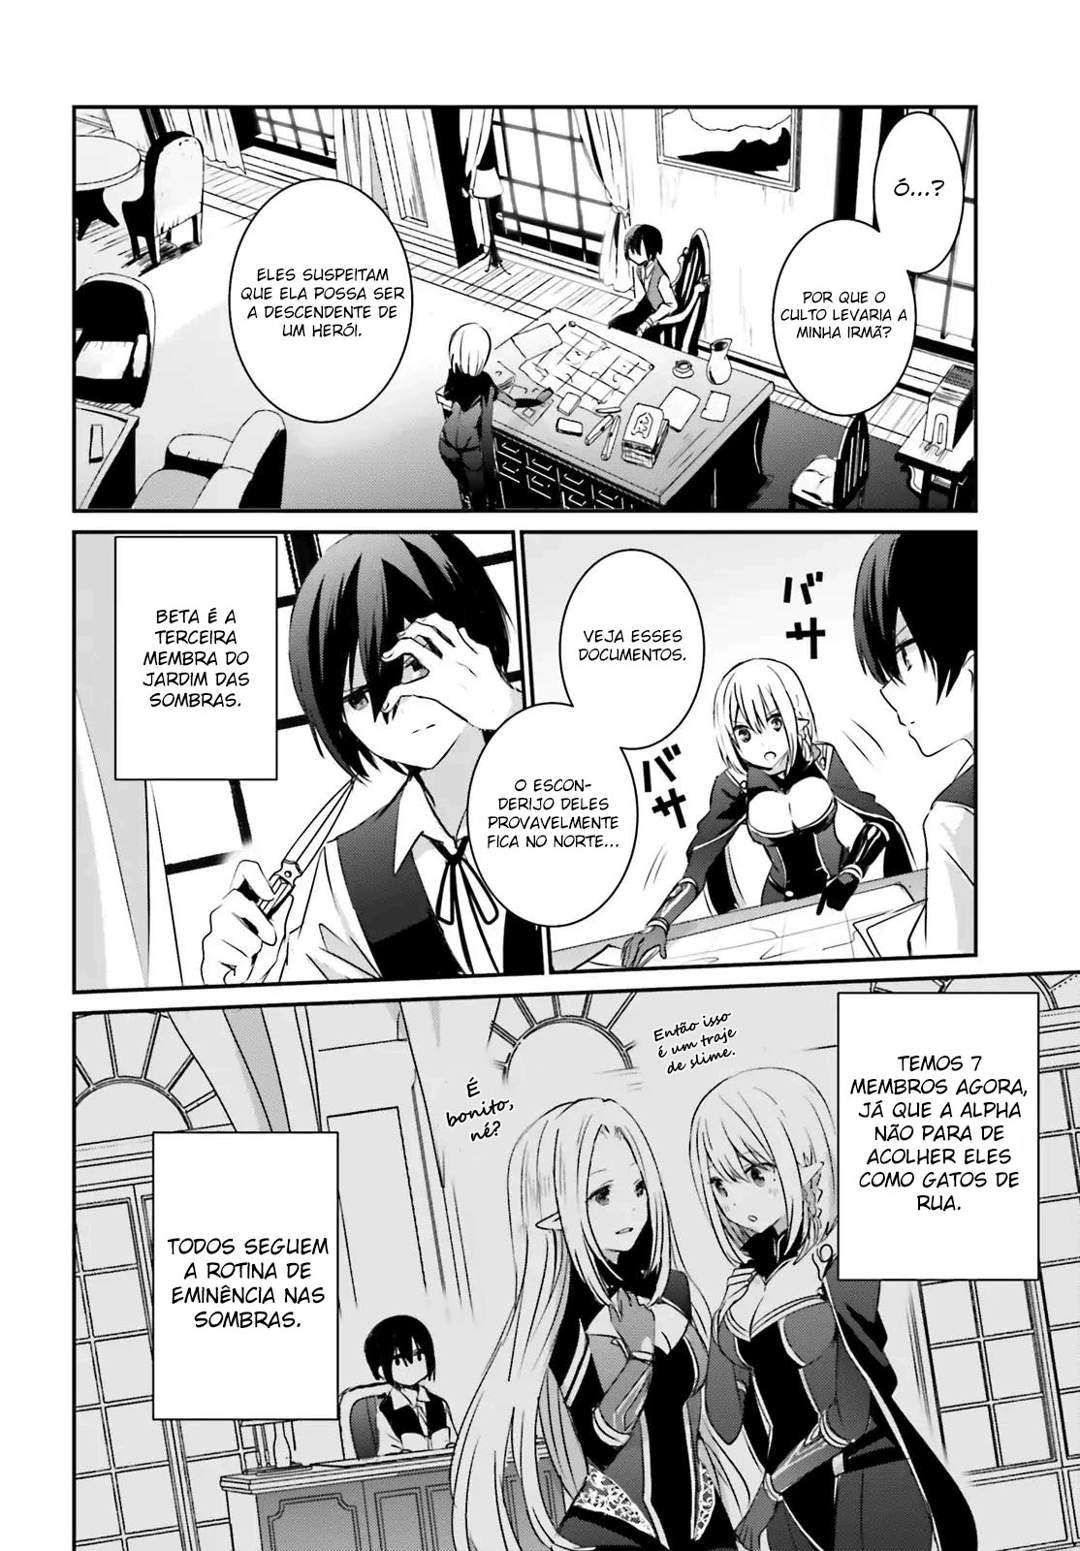 Ó...?
POR QUE O
CULTO LEVARIA A
MINHA IRMÃ?
ELES SUSPEITAM
QUE ELA POSSA SER
A DESCENDENTE DE
UM HERÓI.
バサ
VEJA ESSES
DOCUMENTOS.
バサ
O ESCON-
DERIJO DELES
PROVAVELMENTE
FICA NO NORTE...
BETA É A
TERCEIRA
MEMBRA DO
JARDIM DAS
SOMBRAS.
TEMOS 7
MEMBROS AGORA,
JÁ QUE A ALPHA
NÃO PARA DE
ACOLHER ELES
COMO GATOS DE
RUA.
Então isso
é um traje
de slime.
É
bonito,
né?
TODOS SEGUEM
A ROTINA DE
EMINÊNCIA NAS
SOMBRAS.